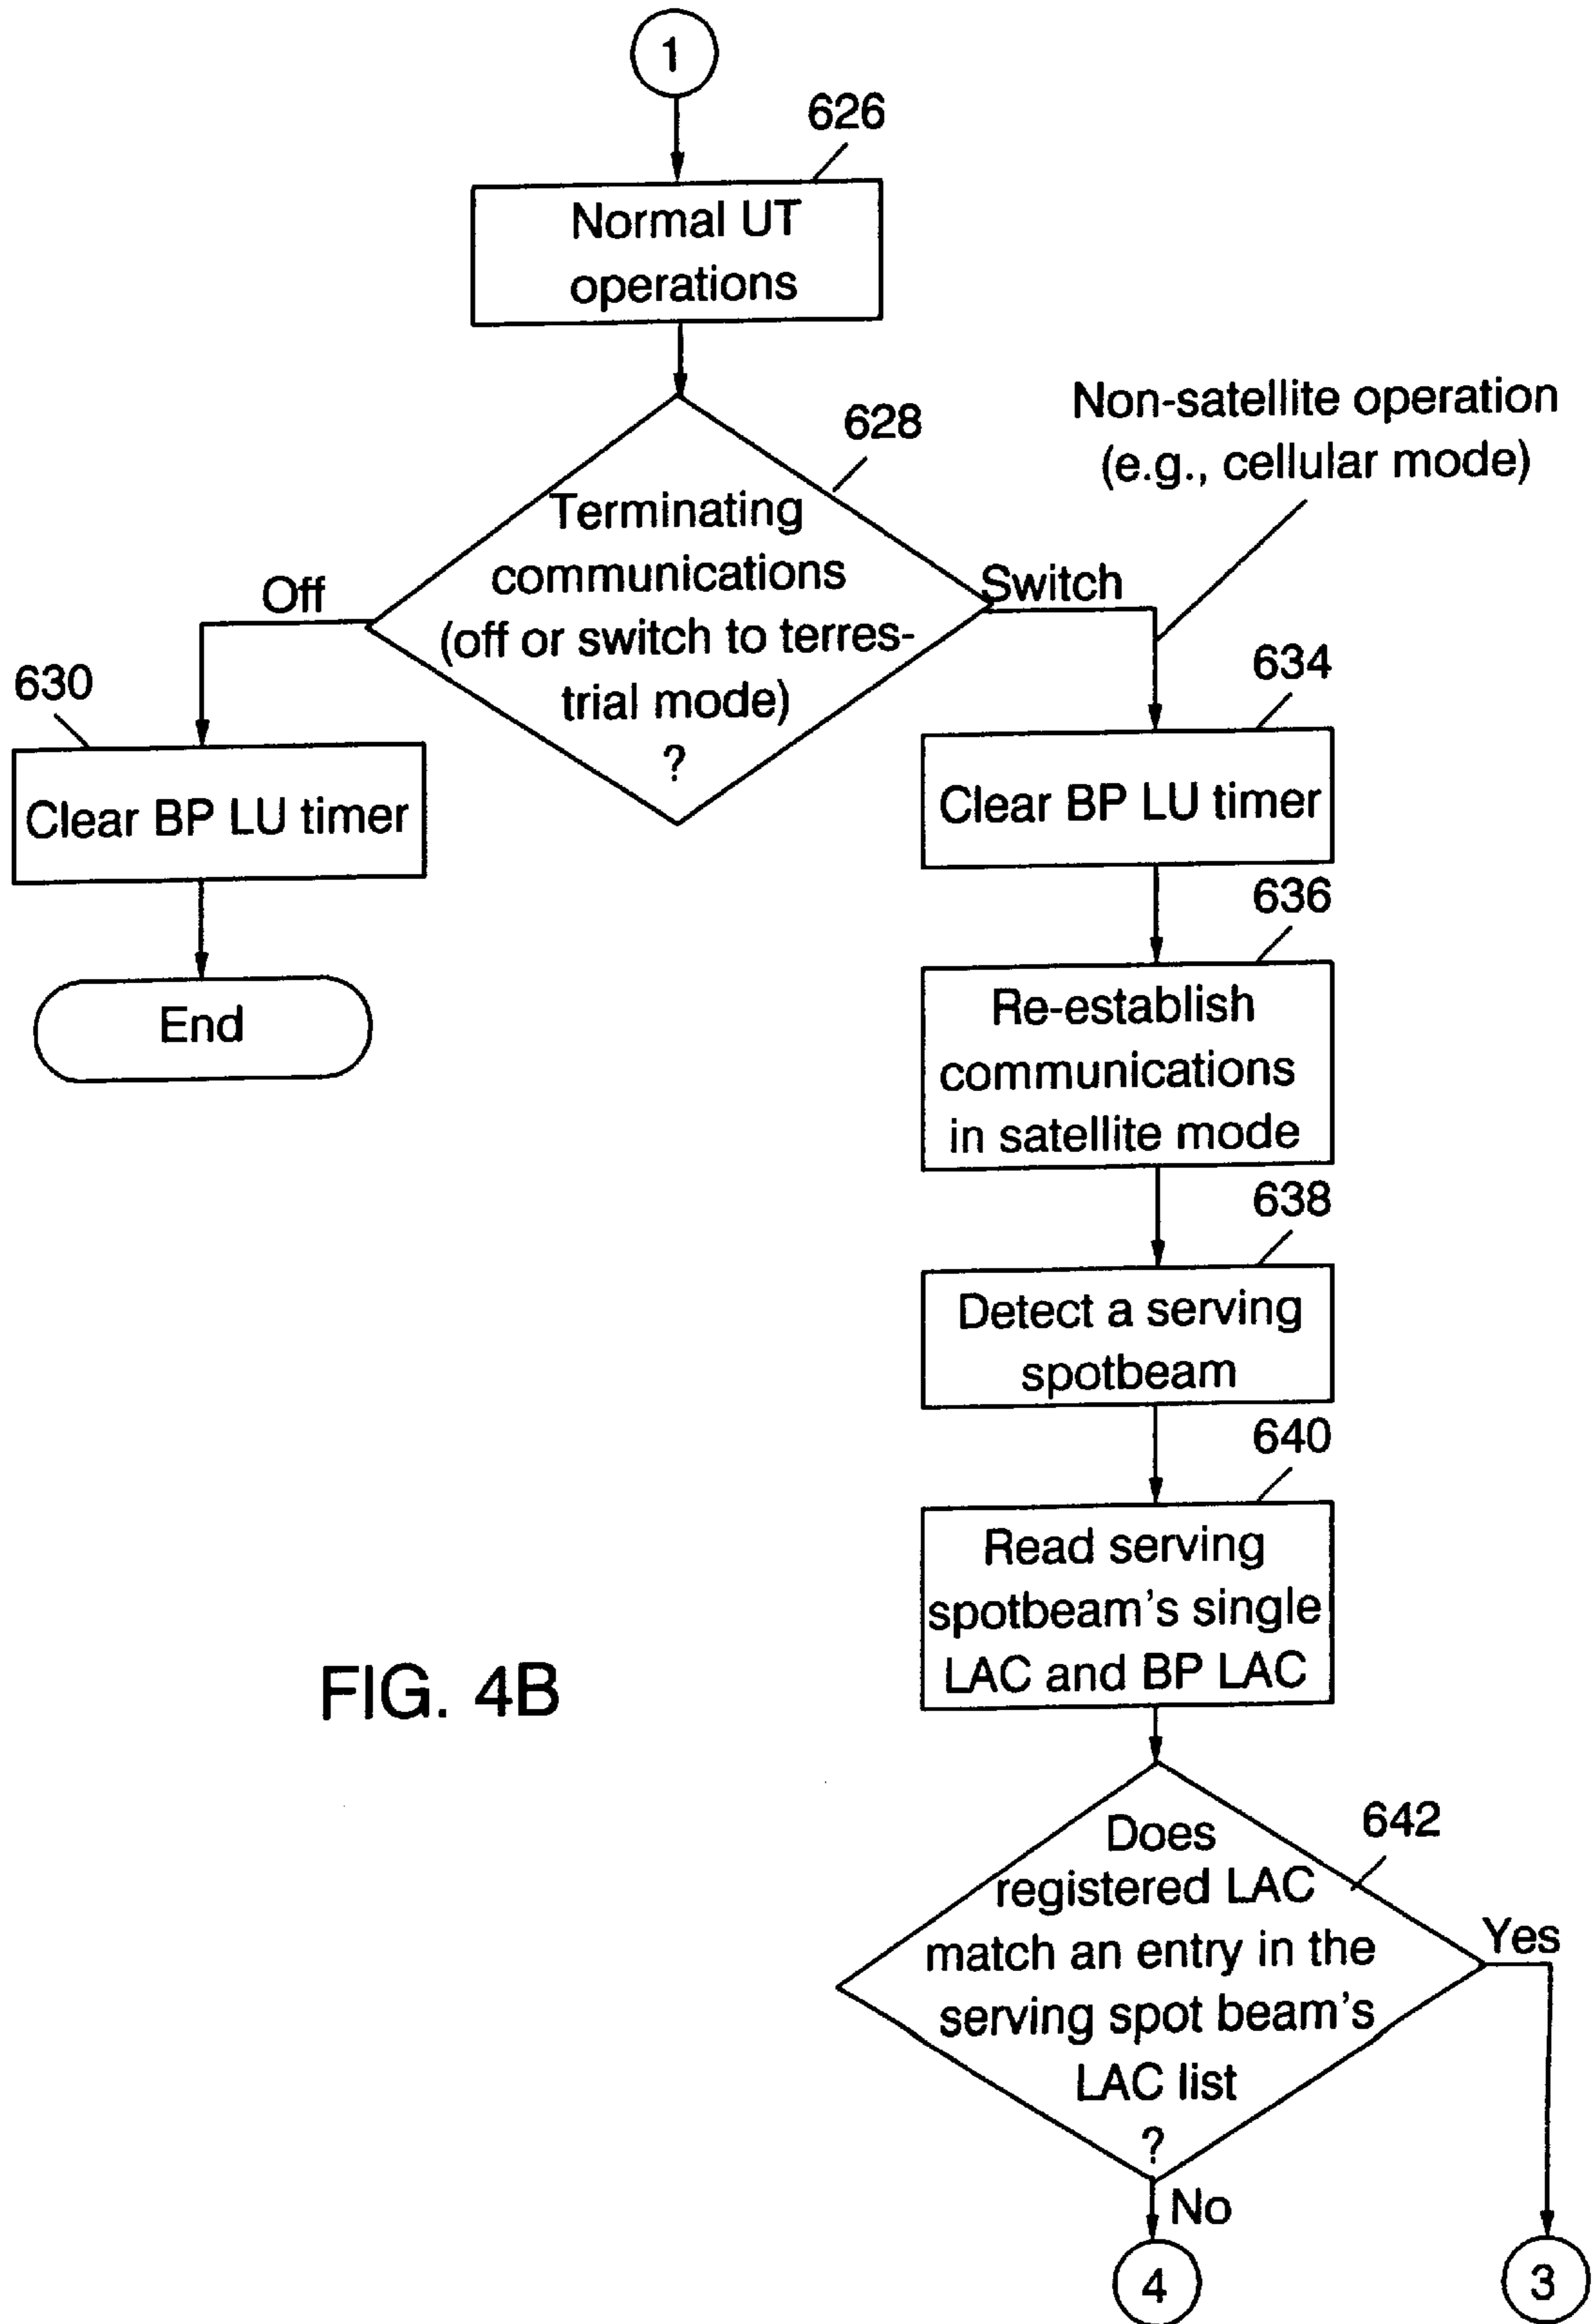 1
626
Normal UT
operations
628
Non-satellite operation
(e.g., cellular mode)
Terminating
communications
(off or switch to terres-
trial mode)
?
Off
Switch
630
Clear BP LU timer
End
634
Clear BP LU timer
636
Re-establish
communications
in satellite mode
638
Detect a serving
spotbeam
640
Read serving
spotbeam's single
LAC and BP LAC
FIG. 4B
642
Does
registered LAC
match an entry in the
serving spot beam's
LAC list
?
Yes
No
4
3